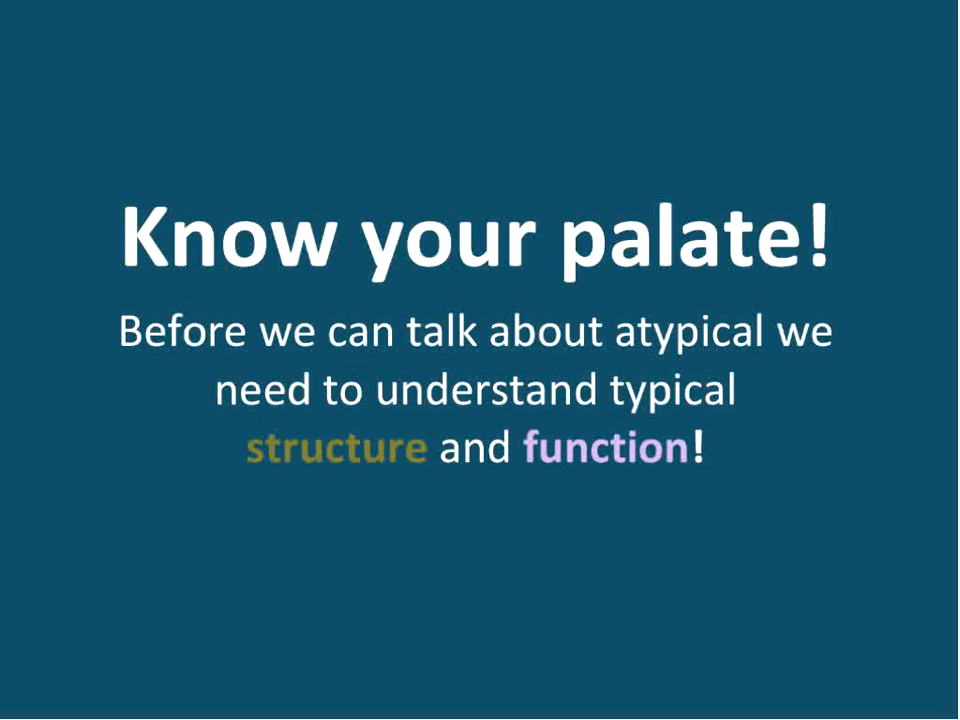 Know your palate!
Before we can talk about atypical we
need to understand typical
structure and function!